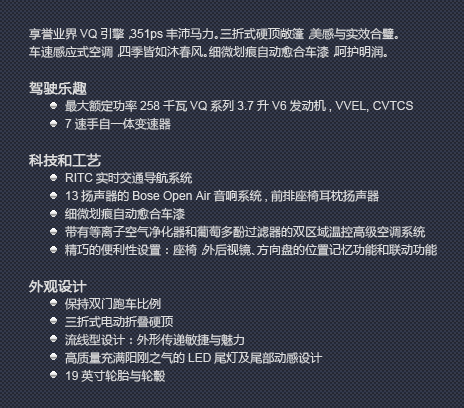 享誉业界 VQ 引擎 ,351ps 丰沛马力。三折式硬顶敞篷 ,美感与实效合璧。
车速感应式空调 ,四季皆如沐春风。细微划痕自动愈合车漆 ,呵护明润。
驾驶乐趣
最大额定功率 258 千瓦 VQ 系列 3.7 升 V6 发动机 , VVEL, CVTCS
7 速手自一体变速器
科技和工艺
RITC 实时交通导航系统
13 扬声器的 Bose Open Air 音响系统 , 前排座椅耳枕扬声器
细微划痕自动愈合车漆
带有等离子空气净化器和葡萄多酚过滤器的双区域温控高级空调系统
精巧的便利性设置：座椅 ,外后视镜、方向盘的位置记忆功能和联动功能
外观设计
保持双门跑车比例
三折式电动折叠硬顶
流线型设计：外形传递敏捷与魅力
高质量充满阳刚之气的 LED 尾灯及尾部动感设计
19 英寸轮胎与轮毂